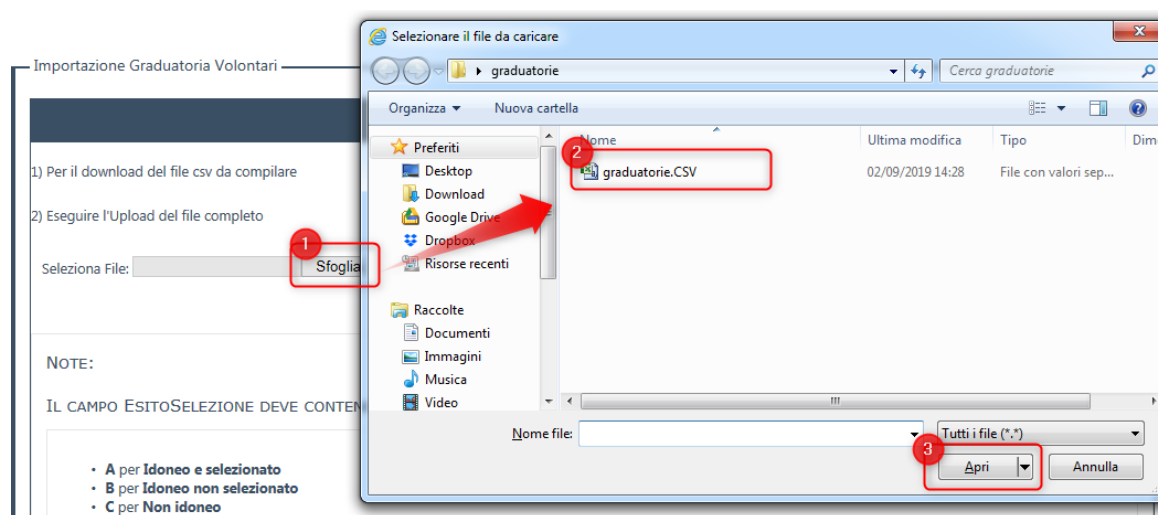 Importazione Graduatoria Volontari
1) Per il download del file csv da compilare
2) Eseguire l'Upload del file completo
1
Seleziona File:
Sfoglia
NOTE:
IL CAMPO ESITOSELEZIONE DEVE
• A per Idoneo e selezionato
• B per Idoneo non selezionato
• C per Non idoneo
Selezionare il file da caricare
graduatorie
Cerca graduatorie
Organizza
Nuova cartella
Preferiti
Desktop
Download
Google Drive
Dropbox
Risorse recenti
Raccolte
Documenti
Immagini
Musica
Video
Nome Ultima modifica Tipo Dim
2
graduatorie.CSV 02/09/2019 14:28 File con valori sep...
Nome file:
Tutti i file (*.*)
3
Apri
Annulla